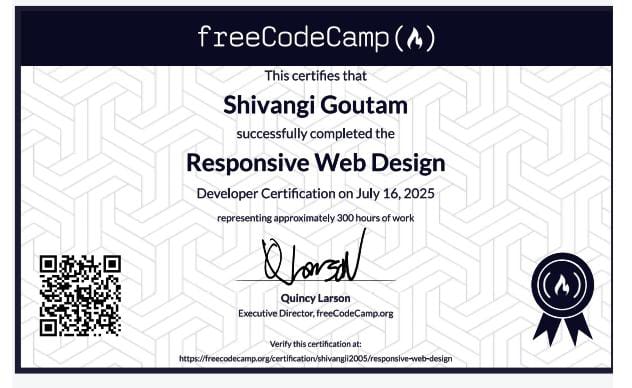 freeCodeCamp
This certifies that
Shivangi Goutam
successfully completed the
Responsive Web Design
Developer Certification on July 16, 2025
representing approximately 300 hours of work
Quincy Larson
Executive Director, freeCodeCamp.org
Verify this certification at:
https://freecodecamp.org/certification/shivangii2005/responsive-web-design